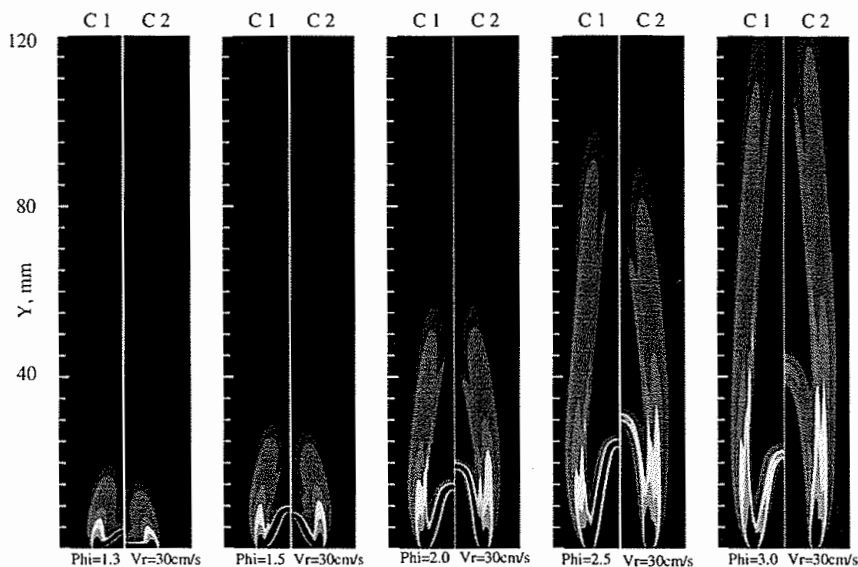 C 1 C 2 C 1 C 2 C 1 C 2 C 1 C 2 C 1 C 2
120
80
Y, mm
40
Phi=1.3 Vr=30cm/s Phi=1.5 Vr=30cm/s Phi=2.0 Vr=30cm/s Phi=2.5 Vr=30cm/s Phi=3.0 Vr=30cm/s